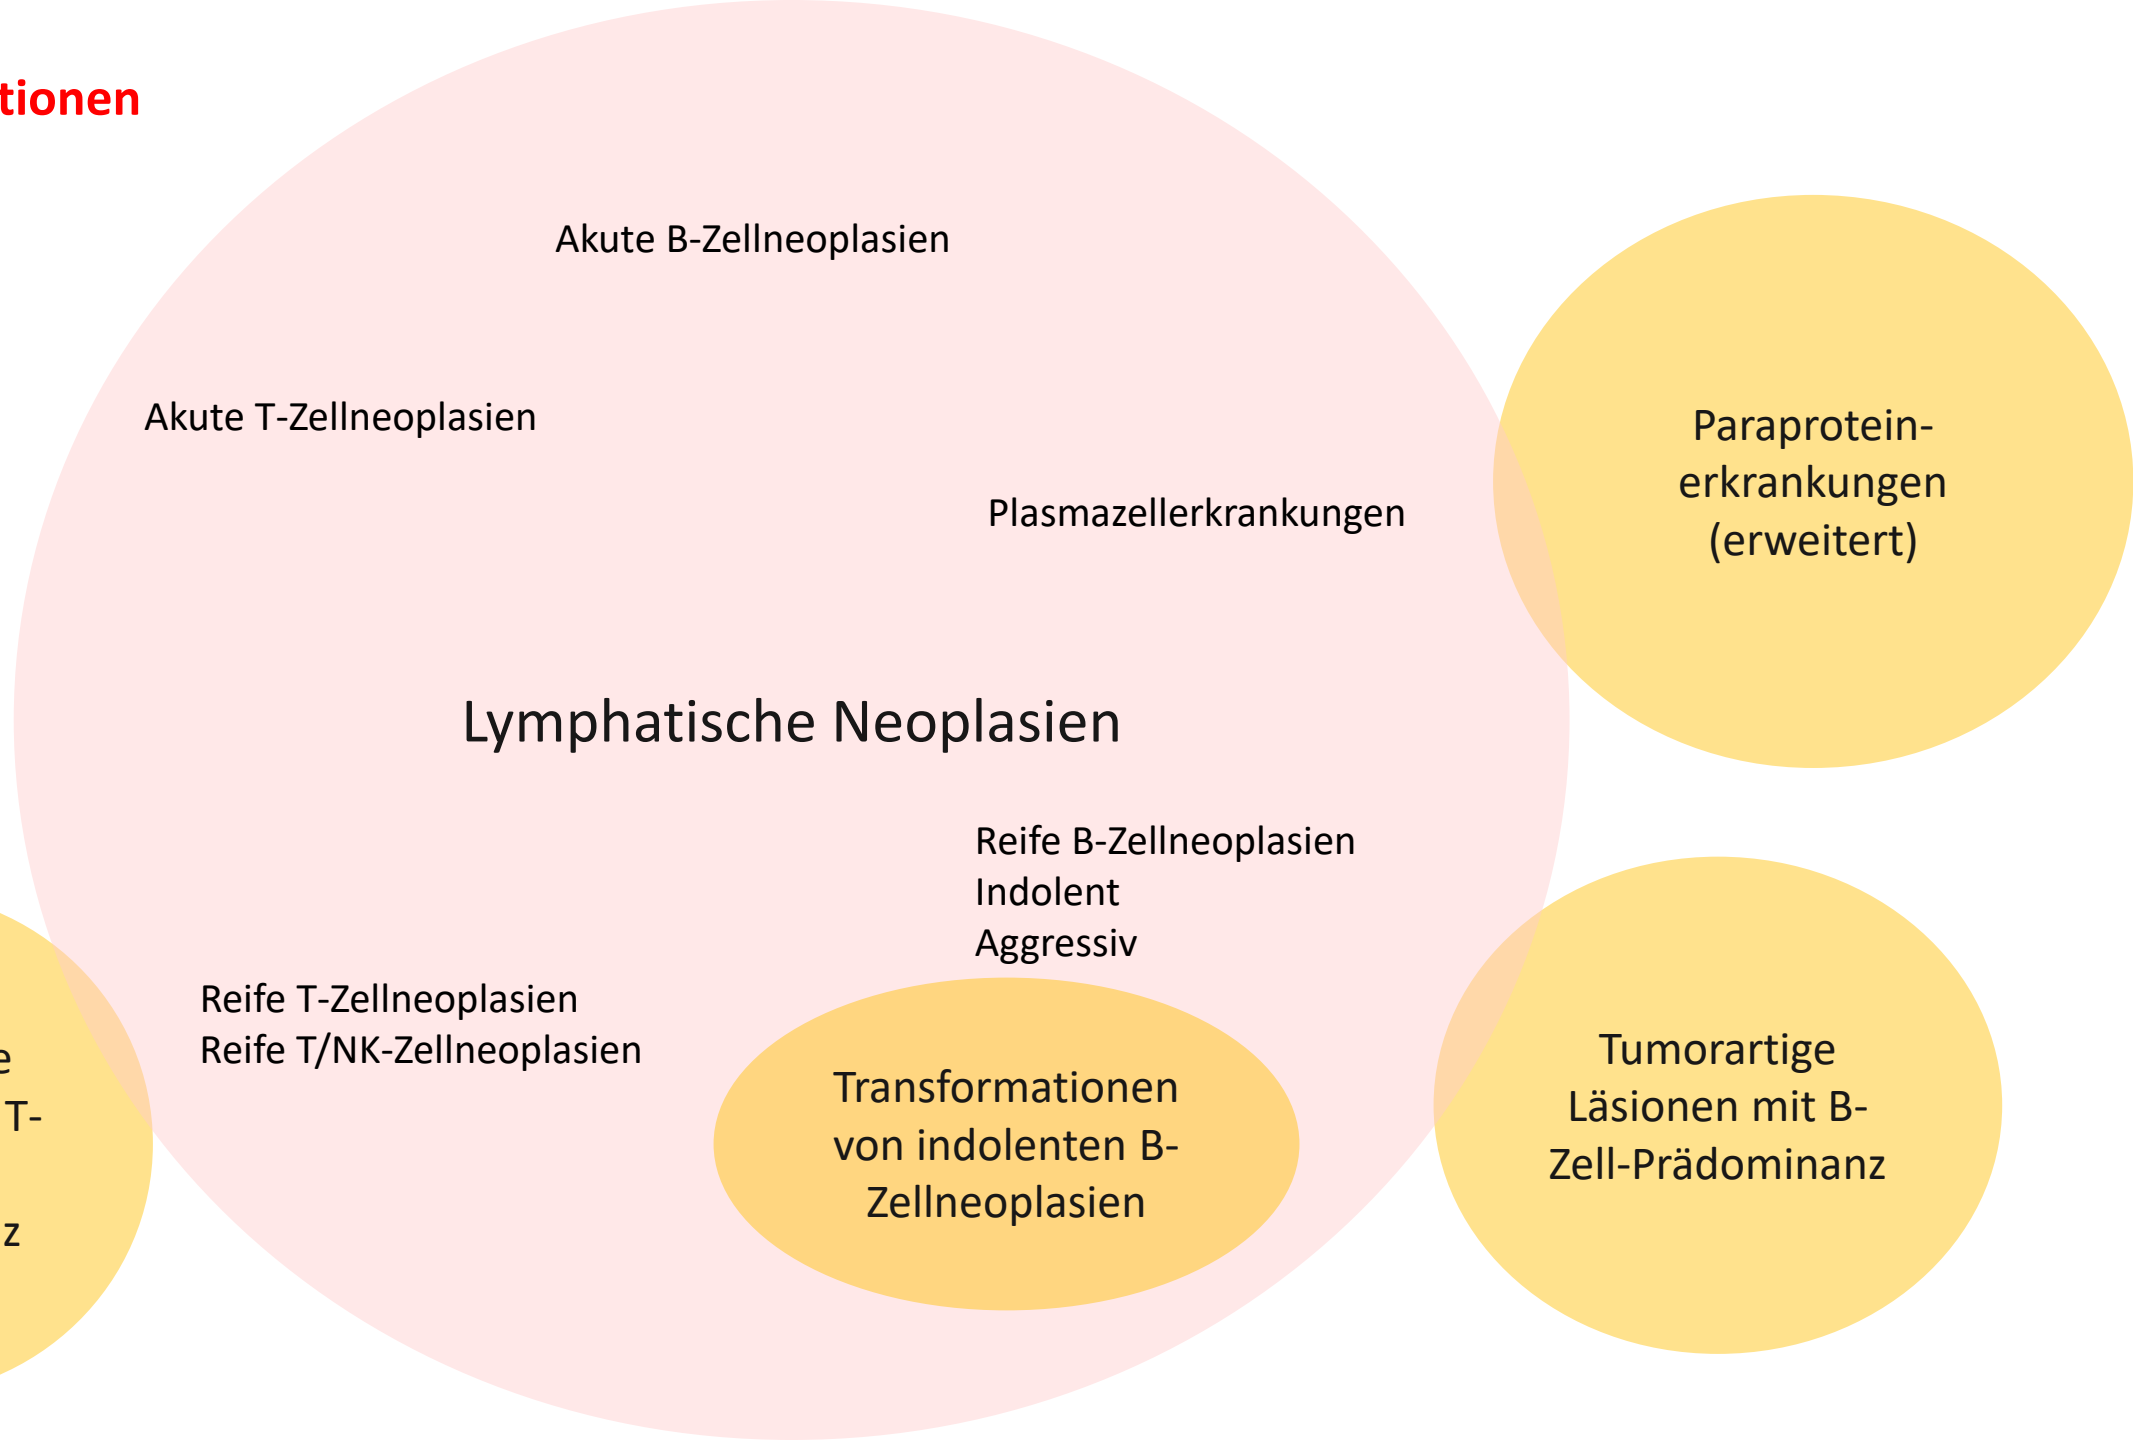 tionen
Akute B-Zellneoplasien
Akute T-Zellneoplasien
Paraprotein-
erkrankungen
(erweitert)
Plasmazellerkrankungen
Lymphatische Neoplasien
Reife B-Zellneoplasien
Indolent
Aggressiv
Reife T-Zellneoplasien
Reife T/NK-Zellneoplasien
e
T-
z
Transformationen
von indolenten B-
Zellneoplasien
Tumorartige
Läsionen mit B-
Zell-Prädominanz